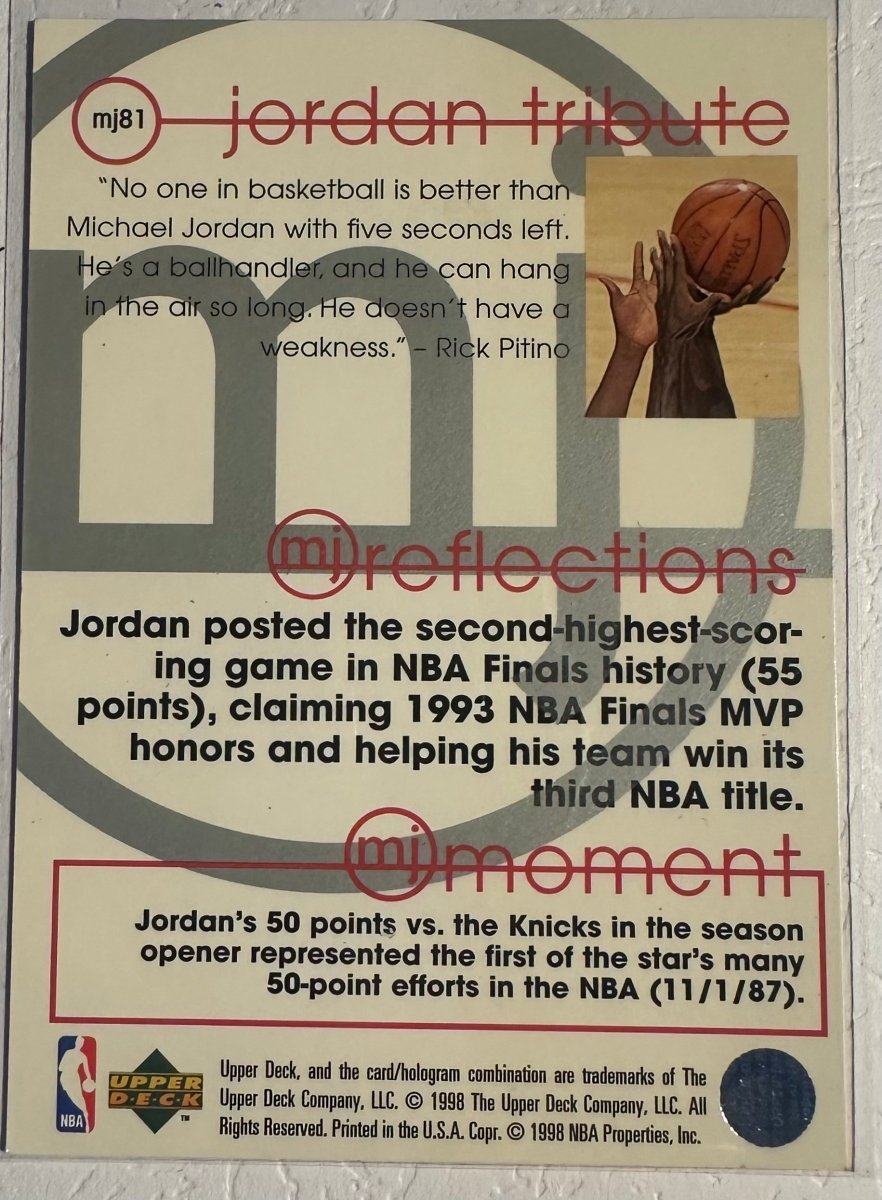 mj81
jordan tribute
"No one in basketball is better than
Michael Jordan with five seconds left.
He's a ballhandler, and he can hang
in the air so long. He doesn't have a
weakness." – Rick Pitino
mj
mj reflections
Jordan posted the second-highest-scor-
ing game in NBA Finals history (55
points), claiming 1993 NBA Finals MVP
honors and helping his team win its
third NBA title.
mj moment
Jordan's 50 points vs. the Knicks in the season
opener represented the first of the star's many
50-point efforts in the NBA (11/1/87).
NBA
UPPER
D·E·C·K
™
Upper Deck, and the card/hologram combination are trademarks of The
Upper Deck Company, LLC. © 1998 The Upper Deck Company, LLC. All
Rights Reserved. Printed in the U.S.A. Copr. © 1998 NBA Properties, Inc.